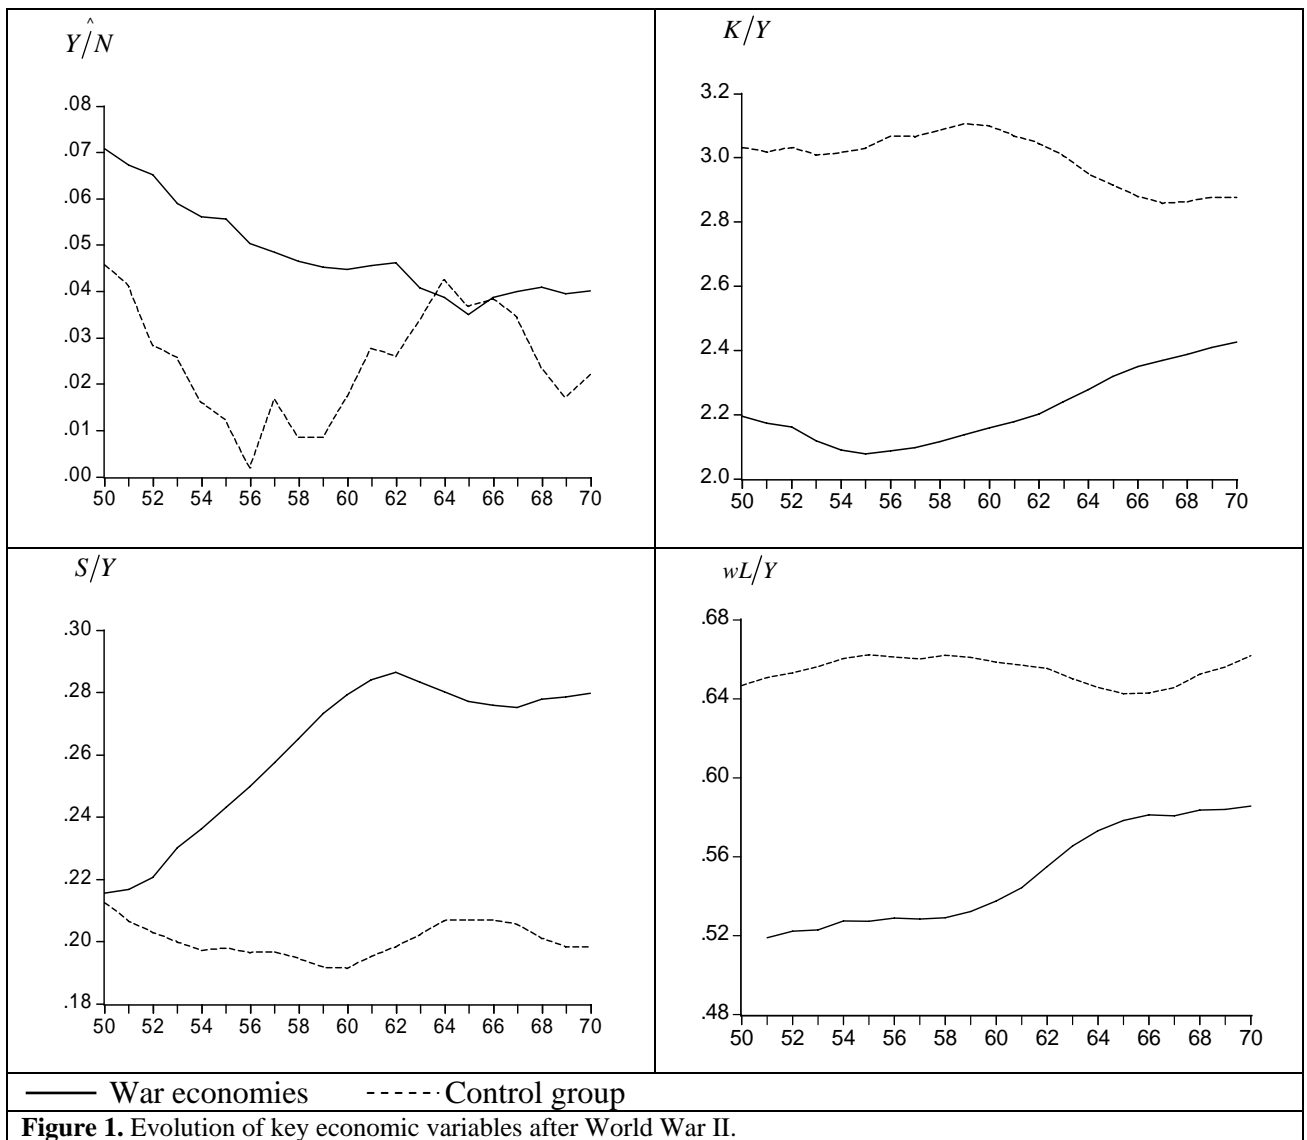 Y/N^
K/Y
.08
.07
.06
.05
.04
.03
.02
.01
.00
50 52 54 56 58 60 62 64 66 68 70
3.2
3.0
2.8
2.6
2.4
2.2
2.0
50 52 54 56 58 60 62 64 66 68 70
S/Y
wL/Y
.30
.28
.26
.24
.22
.20
.18
50 52 54 56 58 60 62 64 66 68 70
.68
.64
.60
.56
.52
.48
50 52 54 56 58 60 62 64 66 68 70
War economies Control group
Figure 1. Evolution of key economic variables after World War II.